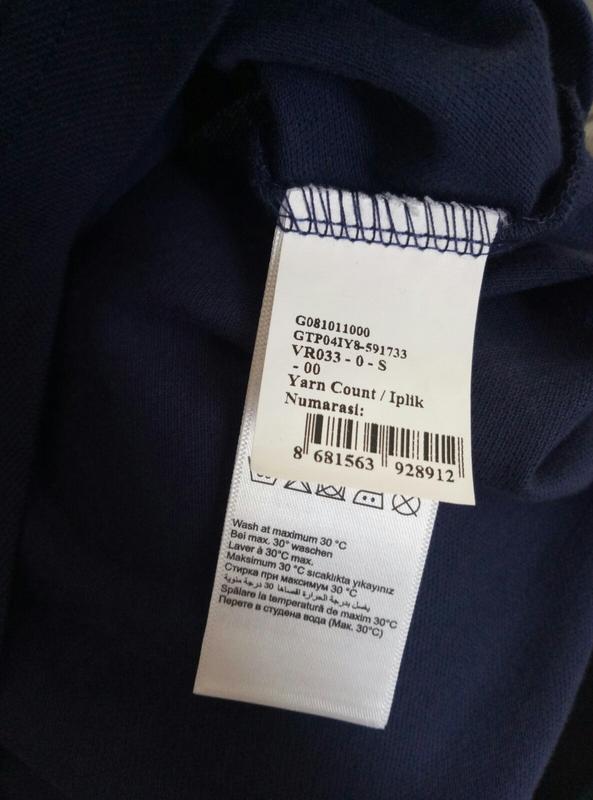 G081011000
GTP04IY8-591733
VR033 - 0 - S
- 00
Yarn Count / Iplik
Numarasi:
8 681563 928912
Wash at maximum 30 °C
Bei max. 30° waschen
Laver à 30°C max.
Maksimum 30 °C sıcaklıkta yıkayınız
Стирка при максимум 30 °C
يغسل بدرجة الحرارة اقصاها 30 درجة مئوية
Spălare la temperatură de maxim 30°C
Перете в студена вода (Мак. 30°C)